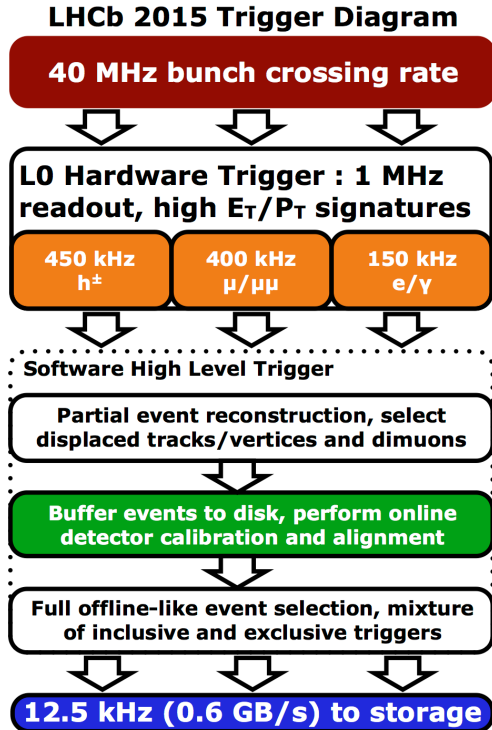 LHCb 2015 Trigger Diagram
40 MHz bunch crossing rate
L0 Hardware Trigger : 1 MHz
readout, high E_T/P_T signatures
450 kHz
h±
400 kHz
μ/μμ
150 kHz
e/γ
Software High Level Trigger
Partial event reconstruction, select
displaced tracks/vertices and dimuons
Buffer events to disk, perform online
detector calibration and alignment
Full offline-like event selection, mixture
of inclusive and exclusive triggers
12.5 kHz (0.6 GB/s) to storage